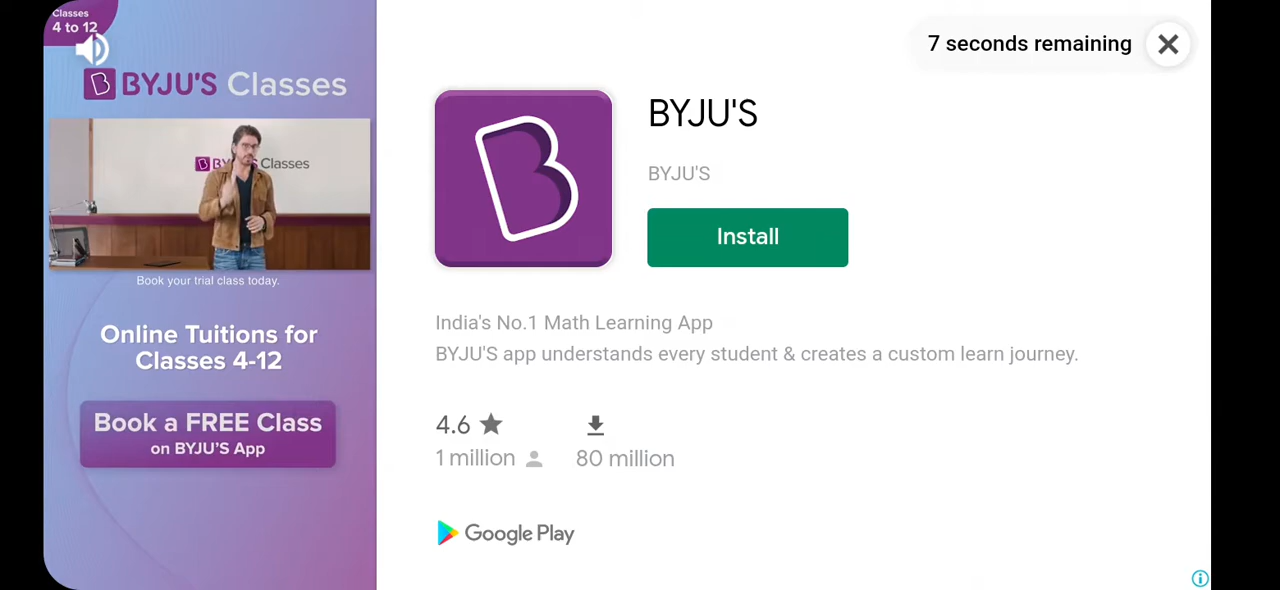 Classes
4 to 12
BYJU'S Classes
BYJU'S Classes
Book your trial class today.
Online Tuitions for
Classes 4-12
Book a FREE Class
on BYJU'S App
7 seconds remaining
BYJU'S
BYJU'S
Install
India's No.1 Math Learning App
BYJU'S app understands every student & creates a custom learn journey.
4.6
1 million
80 million
Google Play